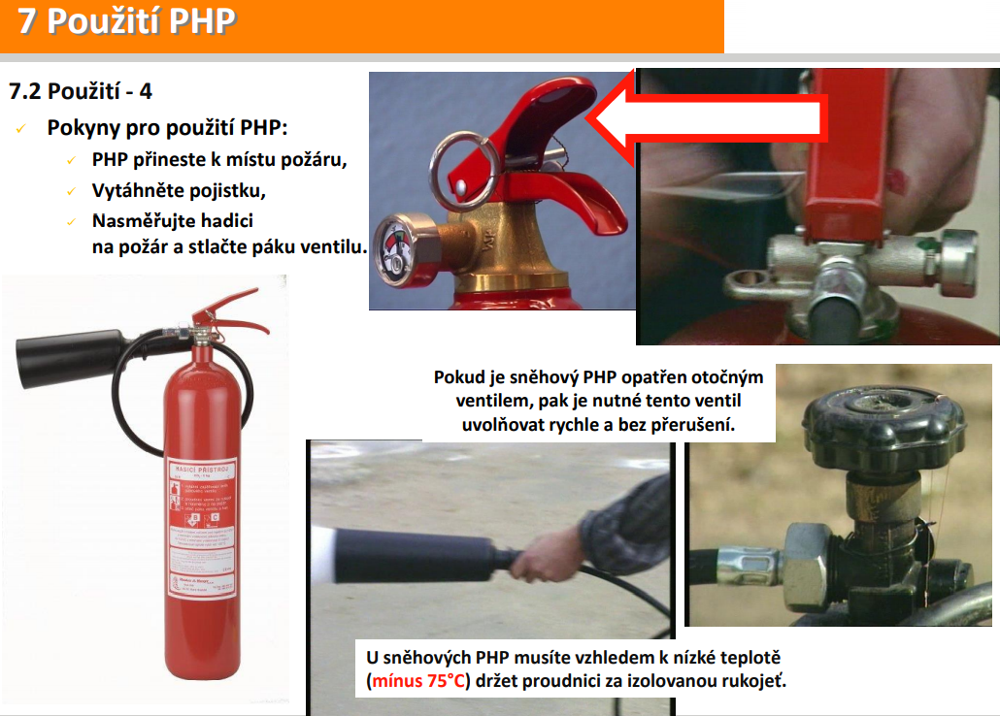 7 Použití PHP
7.2 Použití - 4
Pokyny pro použití PHP:
PHP přineste k místu požáru,
Vytáhněte pojistku,
Nasměřujte hadici
na požár a stlačte páku ventilu.
Pokud je sněhový PHP opatřen otočným
ventilem, pak je nutné tento ventil
uvolňovat rychle a bez přerušení.
HASICÍ PŘÍSTROJ
B
C
U sněhových PHP musíte vzhledem k nízké teplotě
(mínus 75°C) držet proudnici za izolovanou rukojeť.